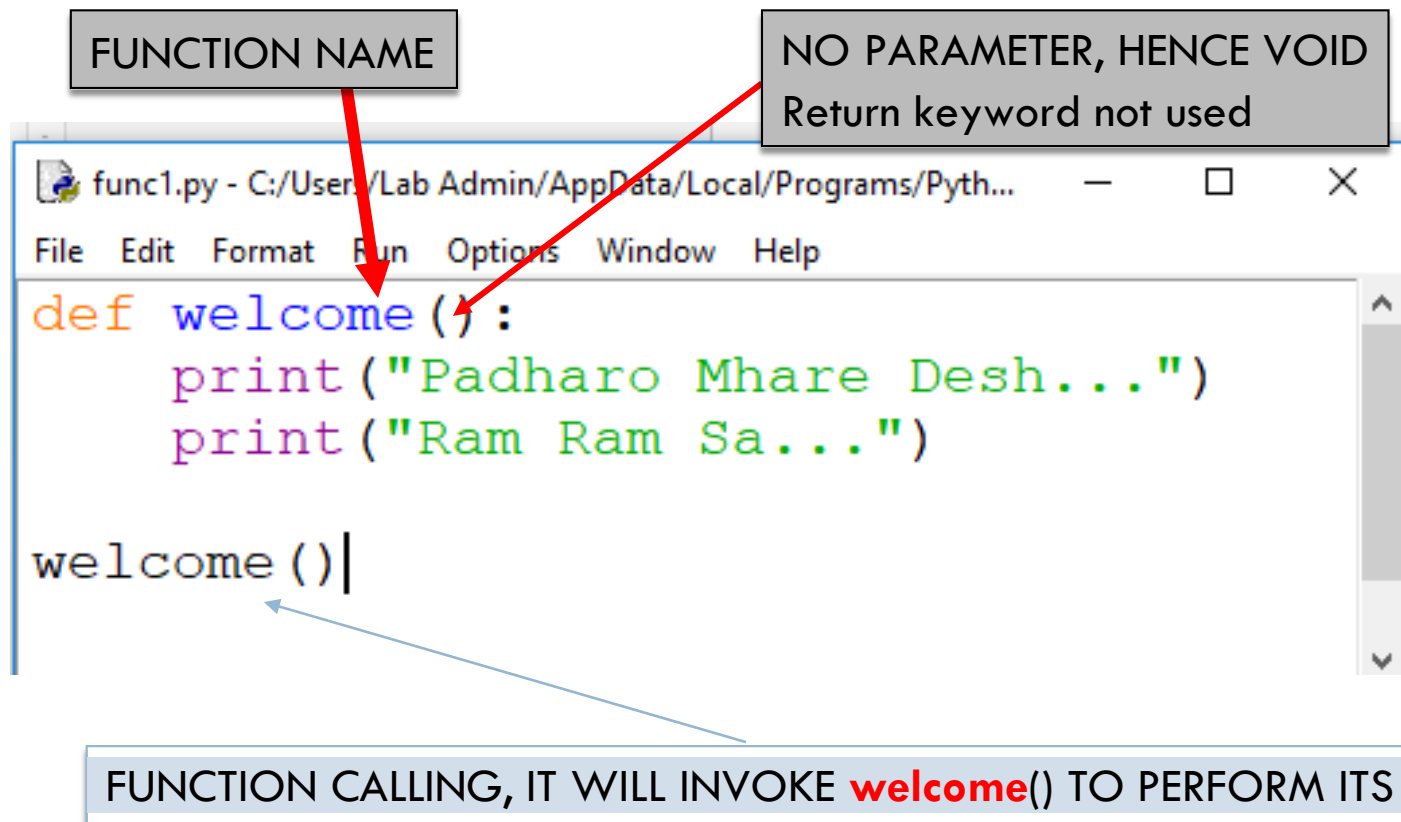 FUNCTION NAME
NO PARAMETER, HENCE VOID
Return keyword not used
func1.py - C:/Users/Lab Admin/AppData/Local/Programs/Pyth...
File Edit Format Run Options Window Help
def welcome():
    print("Padharo Mhare Desh...")
    print("Ram Ram Sa...")
welcome()
FUNCTION CALLING, IT WILL INVOKE welcome() TO PERFORM ITS